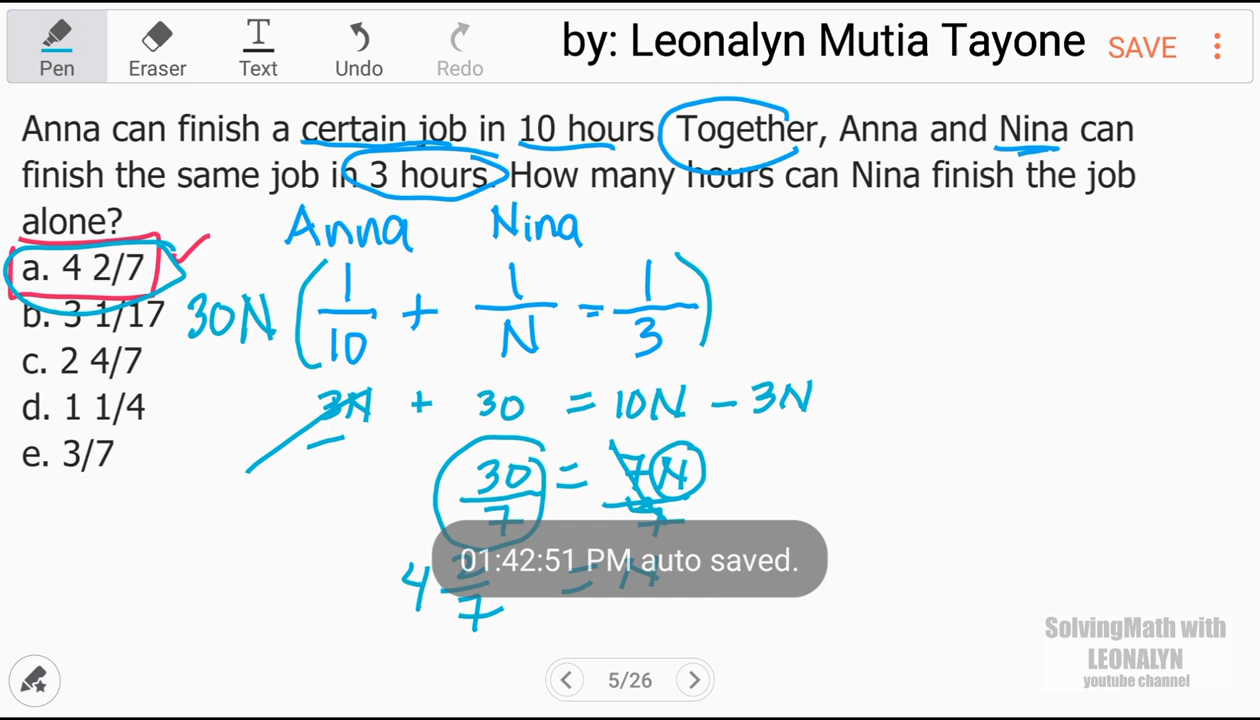 by: Leonalyn Mutia Tayone
Pen Eraser Text Undo Redo SAVE
Anna can finish a certain job in 10 hours Together, Anna and Nina can
finish the same job in 3 hours. How many hours can Nina finish the job
alone?
Anna Nina
a. 4 2/7
b. 3 1/17
c. 2 4/7
d. 1 1/4
e. 3/7
30N ( 1/10 + 1/N = 1/3 )
3N + 30 = 10N - 3N
30/7 = 7N/7
4 2/7 = N
01:42:51 PM auto saved.
SolvingMath with
LEONALYN
youtube channel
5/26